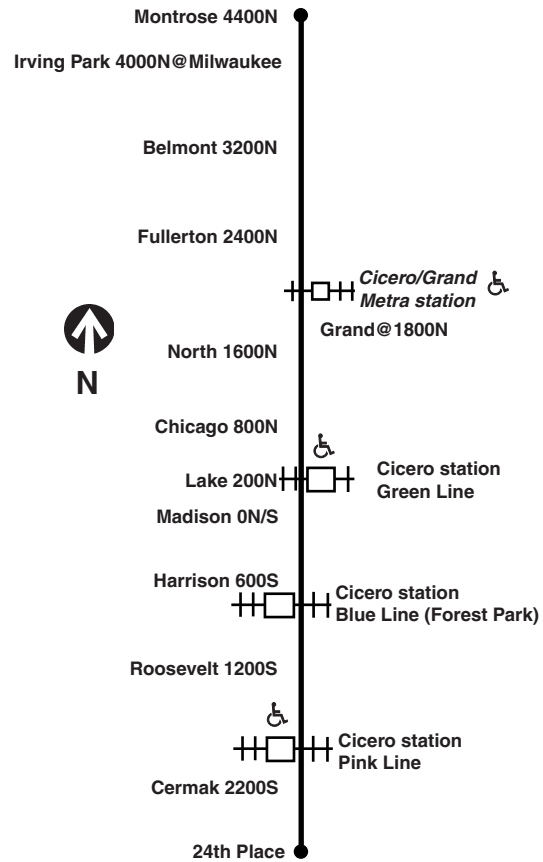 Montrose 4400N
Irving Park 4000N@Milwaukee
Belmont 3200N
Fullerton 2400N
Cicero/Grand
Metra station
Grand@1800N
N
North 1600N
Chicago 800N
Lake 200N
Cicero station
Green Line
Madison 0N/S
Harrison 600S
Cicero station
Blue Line (Forest Park)
Roosevelt 1200S
Cicero station
Pink Line
Cermak 2200S
24th Place